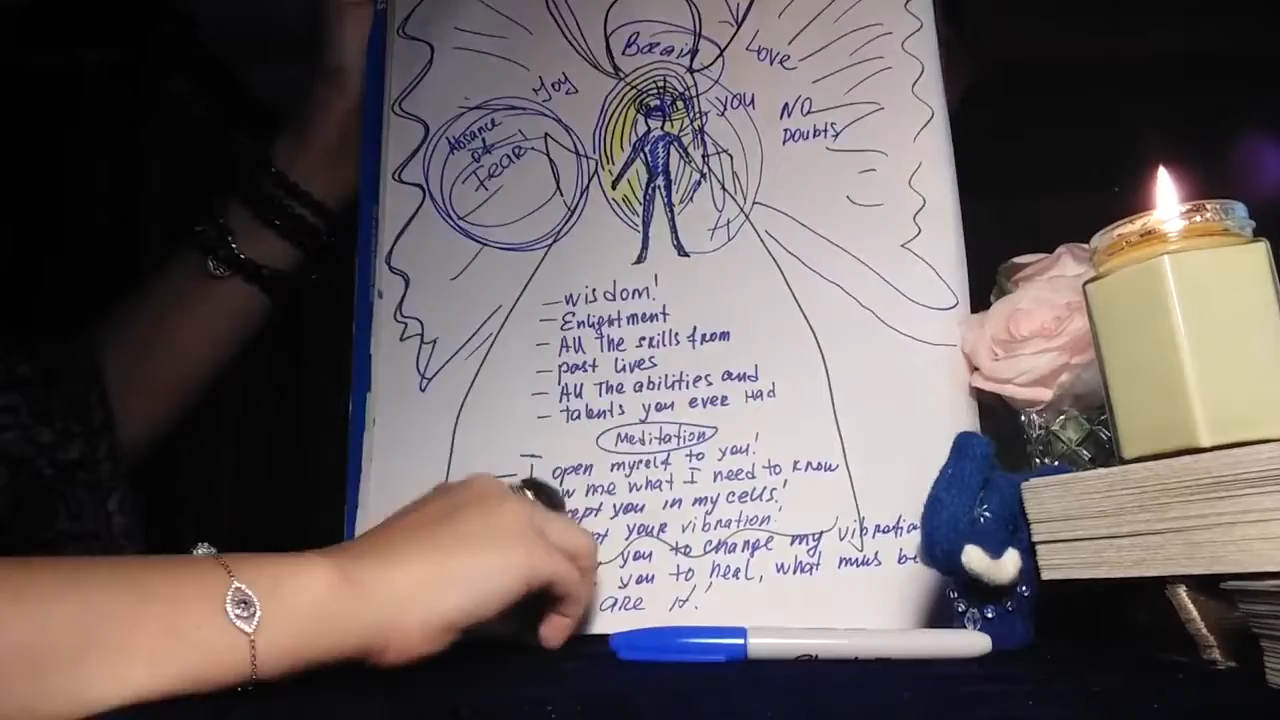 Brain
Love
Joy
you
NO
Doubts
Absance
of
Fear!
- wisdom!
- Enlightment
- All the skills from
- past lives
- All the abilities and
- talents you ever had
Meditation
- I open myself to you!
me what I need to know
you in my cells!
your vibration!
you to change my vibration
you to heal, what mus be
are it!